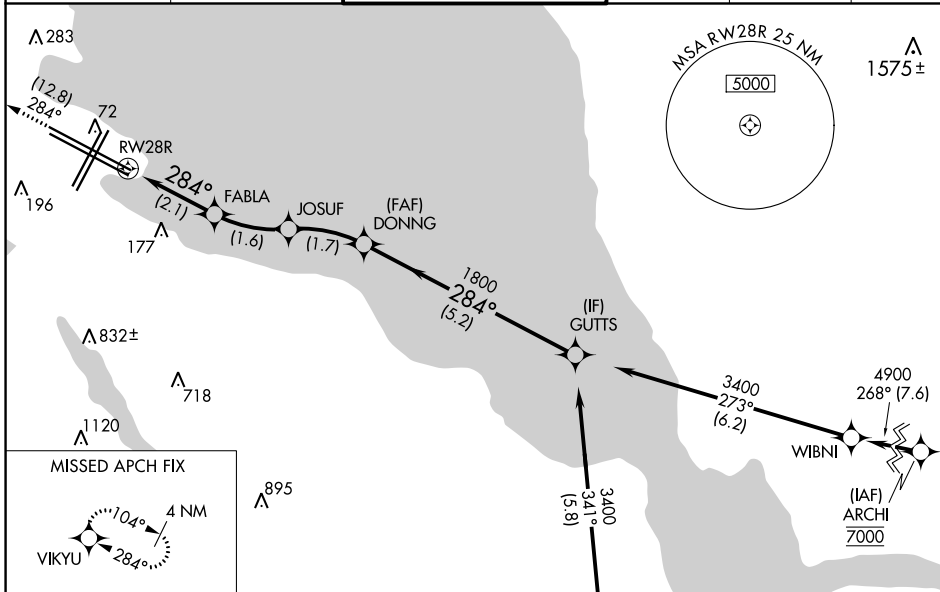 283
MSA RW28R 25 NM
5000
1575±
(12.8)
284°
72
RW28R
196
284°
(2.1)
FABLA
177
(1.6)
JOSUF
(1.7)
(FAF)
DONNG
1800
284°
(5.2)
(IF)
GUTTS
832±
718
3400
273°
(6.2)
4900
268° (7.6)
1120
WIBNI
(IAF)
ARCHI
7000
MISSED APCH FIX
104°
4 NM
284°
VIKYU
895
3400
341°
(5.8)